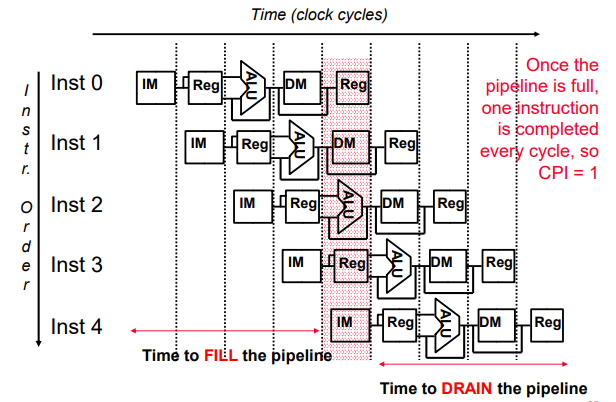 Time (clock cycles)
Instr. Order
Inst 0 IM Reg ALU DM Reg
Inst 1 IM Reg ALU DM Reg
Inst 2 IM Reg ALU DM Reg
Inst 3 IM Reg ALU DM Reg
Inst 4 IM Reg ALU DM Reg
Once the
pipeline is full,
one instruction
is completed
every cycle, so
CPI = 1
Time to FILL the pipeline
Time to DRAIN the pipeline